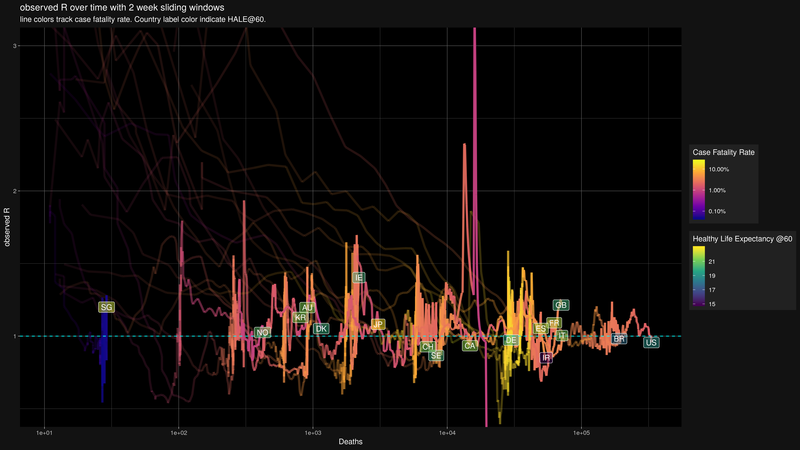 observed R over time with 2 week sliding windows
line colors track case fatality rate. Country label color indicate HALE@60.
3
2
1
observed R
SG
NO
KR
AU
DK
IE
JP
CH
SE
CA
DE
ES
FR
IT
IR
GB
BR
US
1e+01
1e+02
1e+03
1e+04
1e+05
Deaths
Case Fatality Rate
10.00%
1.00%
0.10%
Healthy Life Expectancy @60
21
19
17
15